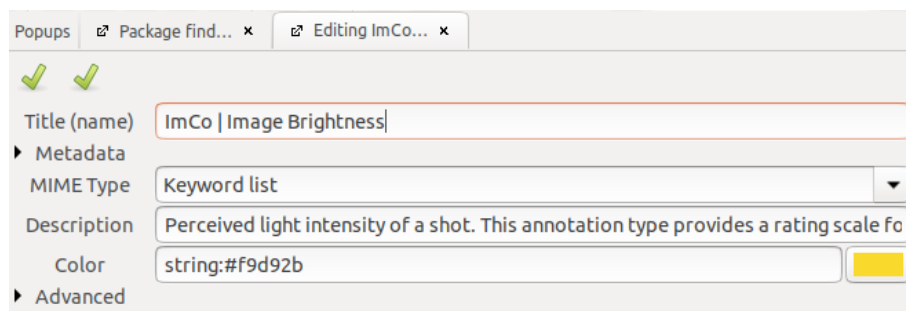 Popups Package find... × Editing ImCo... ×
Title (name) ImCo | Image Brightness
Metadata
MIME Type Keyword list
Description Perceived light intensity of a shot. This annotation type provides a rating scale fo
Color string:#f9d92b
Advanced